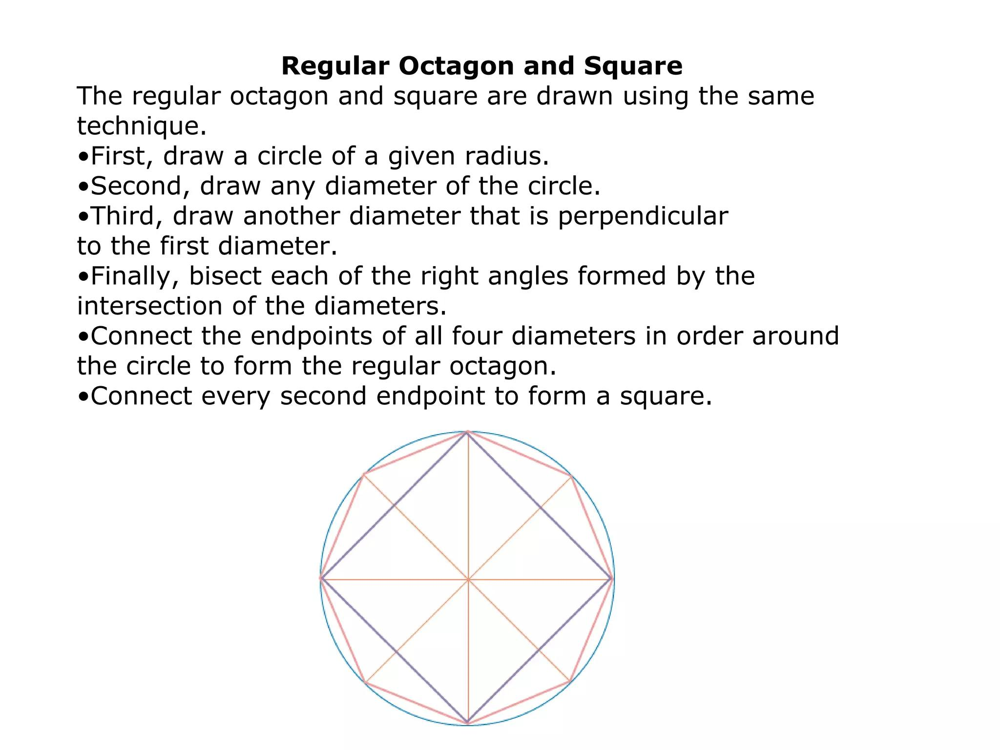 Regular Octagon and Square
The regular octagon and square are drawn using the same
technique.
•First, draw a circle of a given radius.
•Second, draw any diameter of the circle.
•Third, draw another diameter that is perpendicular
to the first diameter.
•Finally, bisect each of the right angles formed by the
intersection of the diameters.
•Connect the endpoints of all four diameters in order around
the circle to form the regular octagon.
•Connect every second endpoint to form a square.